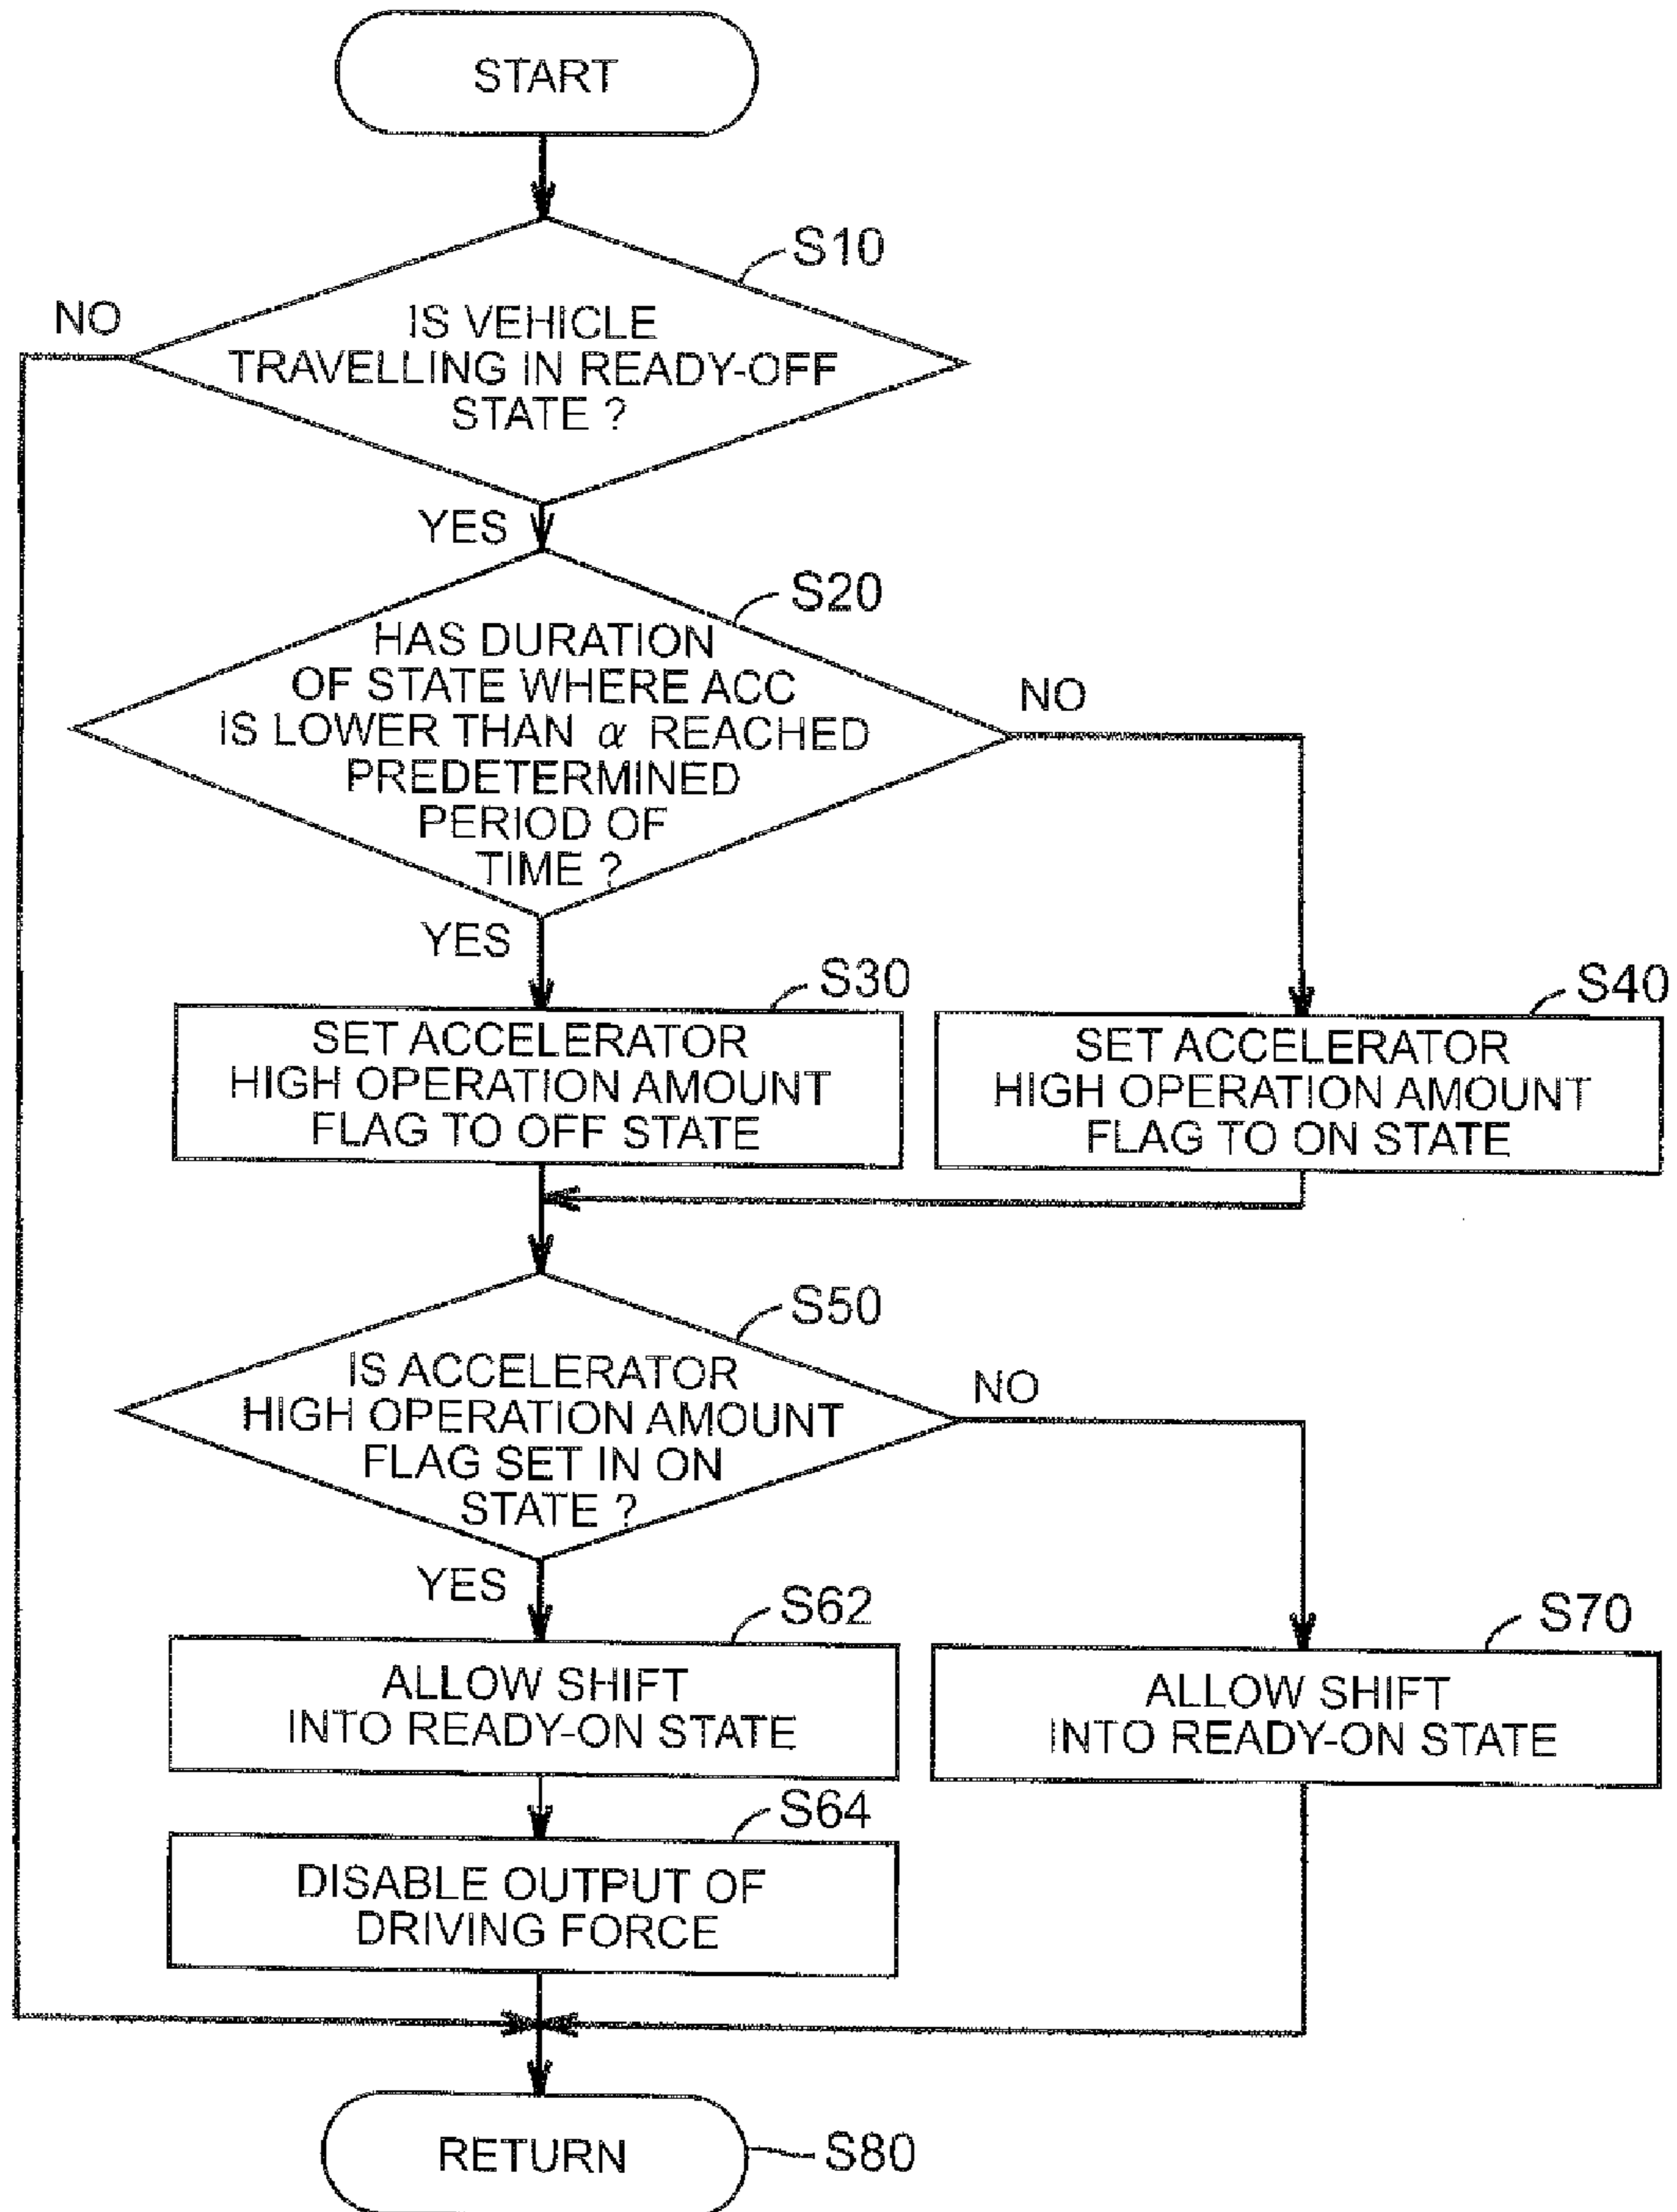 START
S10
NO
IS VEHICLE
TRAVELLING IN READY-OFF
STATE ?
YES
S20
HAS DURATION
OF STATE WHERE ACC
IS LOWER THAN α REACHED
PREDETERMINED
PERIOD OF
TIME ?
NO
YES
S30
SET ACCELERATOR
HIGH OPERATION AMOUNT
FLAG TO OFF STATE
S40
SET ACCELERATOR
HIGH OPERATION AMOUNT
FLAG TO ON STATE
S50
IS ACCELERATOR
HIGH OPERATION AMOUNT
FLAG SET IN ON
STATE ?
NO
YES
S62
ALLOW SHIFT
INTO READY-ON STATE
S70
ALLOW SHIFT
INTO READY-ON STATE
S64
DISABLE OUTPUT OF
DRIVING FORCE
RETURN
S80